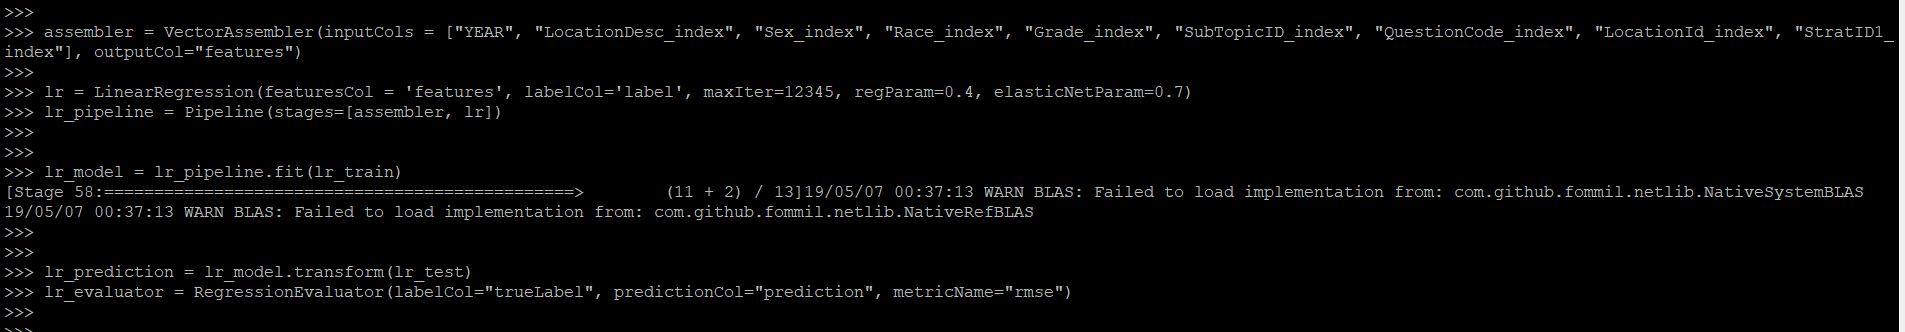 >>>
>>> assembler = VectorAssembler(inputCols = ["YEAR", "LocationDesc_index", "Sex_index", "Race_index", "Grade_index", "SubTopicID_index", "QuestionCode_index", "LocationId_index", "StratID1_
index"], outputCol="features")
>>>
>>> lr = LinearRegression(featuresCol = 'features', labelCol='label', maxIter=12345, regParam=0.4, elasticNetParam=0.7)
>>> lr_pipeline = Pipeline(stages=[assembler, lr])
>>>
>>>
>>> lr_model = lr_pipeline.fit(lr_train)
[Stage 58:===============================================>        (11 + 2) / 13]19/05/07 00:37:13 WARN BLAS: Failed to load implementation from: com.github.fommil.netlib.NativeSystemBLAS
19/05/07 00:37:13 WARN BLAS: Failed to load implementation from: com.github.fommil.netlib.NativeRefBLAS
>>>
>>>
>>> lr_prediction = lr_model.transform(lr_test)
>>> lr_evaluator = RegressionEvaluator(labelCol="trueLabel", predictionCol="prediction", metricName="rmse")
>>>
>>>